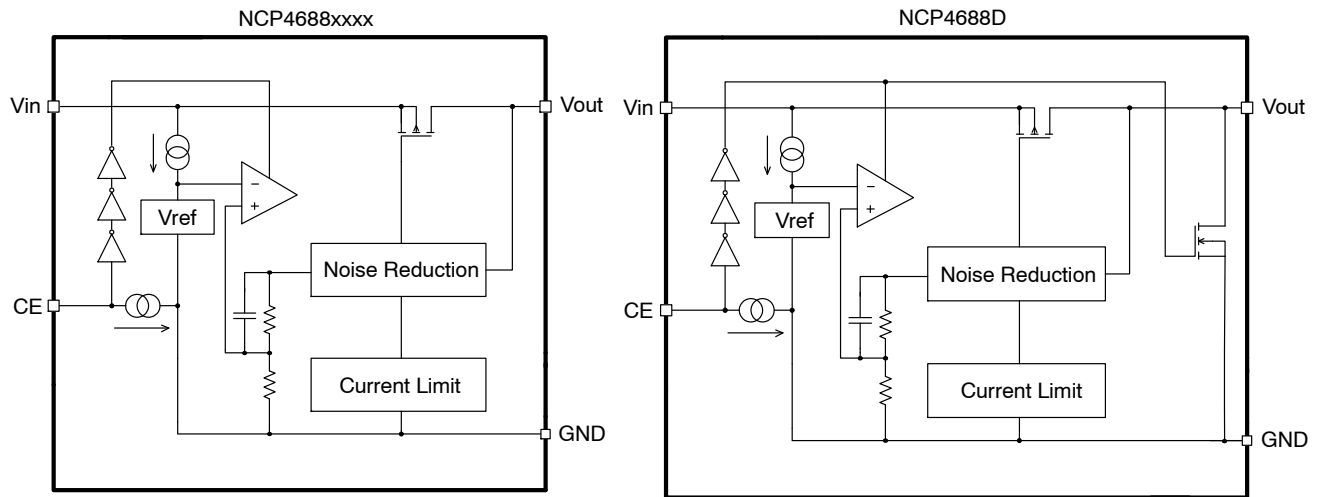 NCP4688xxxx
Vin
Vout
−
+
Vref
Noise Reduction
CE
Current Limit
GND
NCP4688D
Vin
Vout
−
+
Vref
Noise Reduction
CE
Current Limit
GND